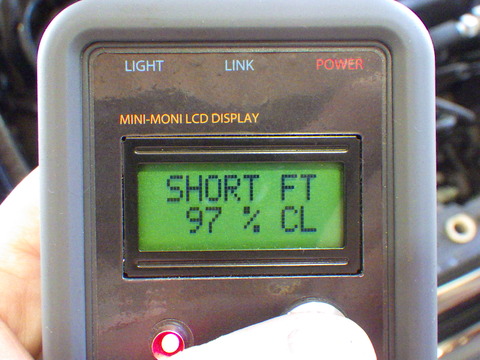 LIGHT LINK POWER
MINI-MONI LCD DISPLAY
SHORT FT
97 % CL